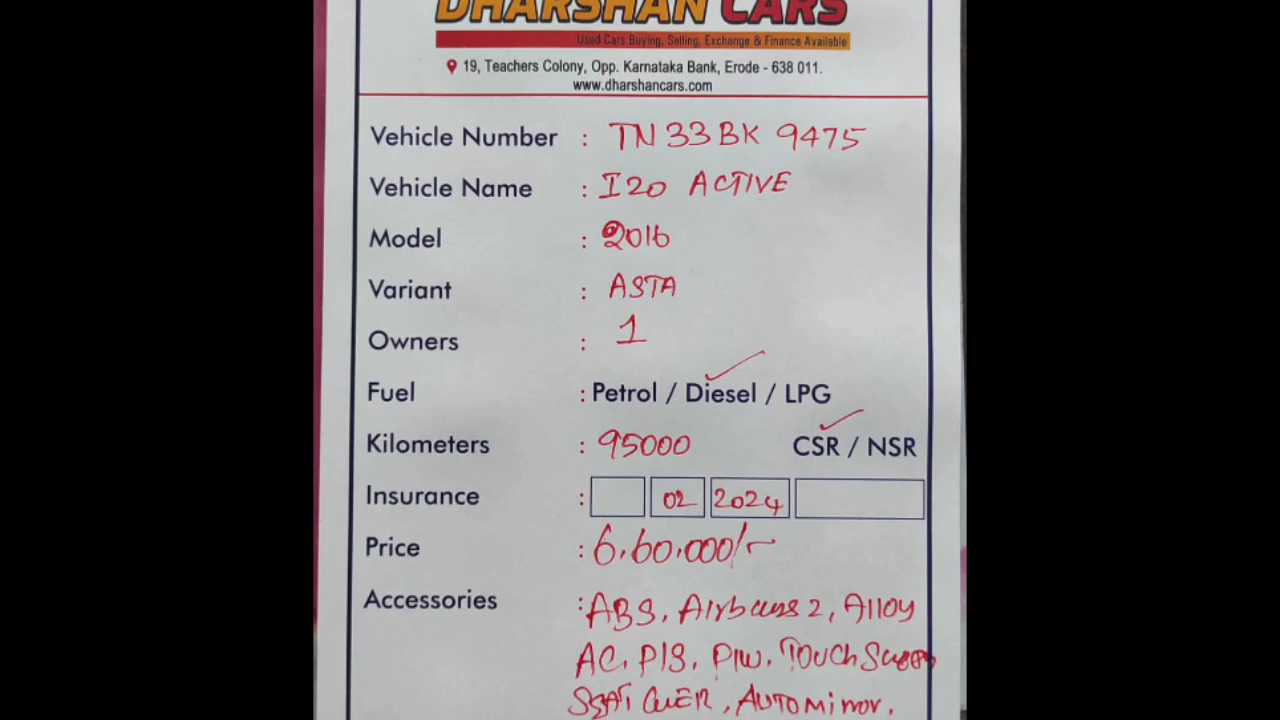 DHARSHAN CARS
Used Cars Buying, Selling, Exchange & Finance Available
19, Teachers Colony, Opp. Karnataka Bank, Erode - 638 011.
www.dharshancars.com
Vehicle Number : TN 33 BK 9475
Vehicle Name : I20 ACTIVE
Model : 2016
Variant : ASTA
Owners : 1
Fuel : Petrol / Diesel / LPG
Kilometers : 95000 CSR / NSR
Insurance : 02 2024
Price : 6.60.000/-
Accessories : ABS, Airbags 2, Alloy
AC, P/S, P/W, Touch Screen
SEAT COVER, AUTO Mirror,